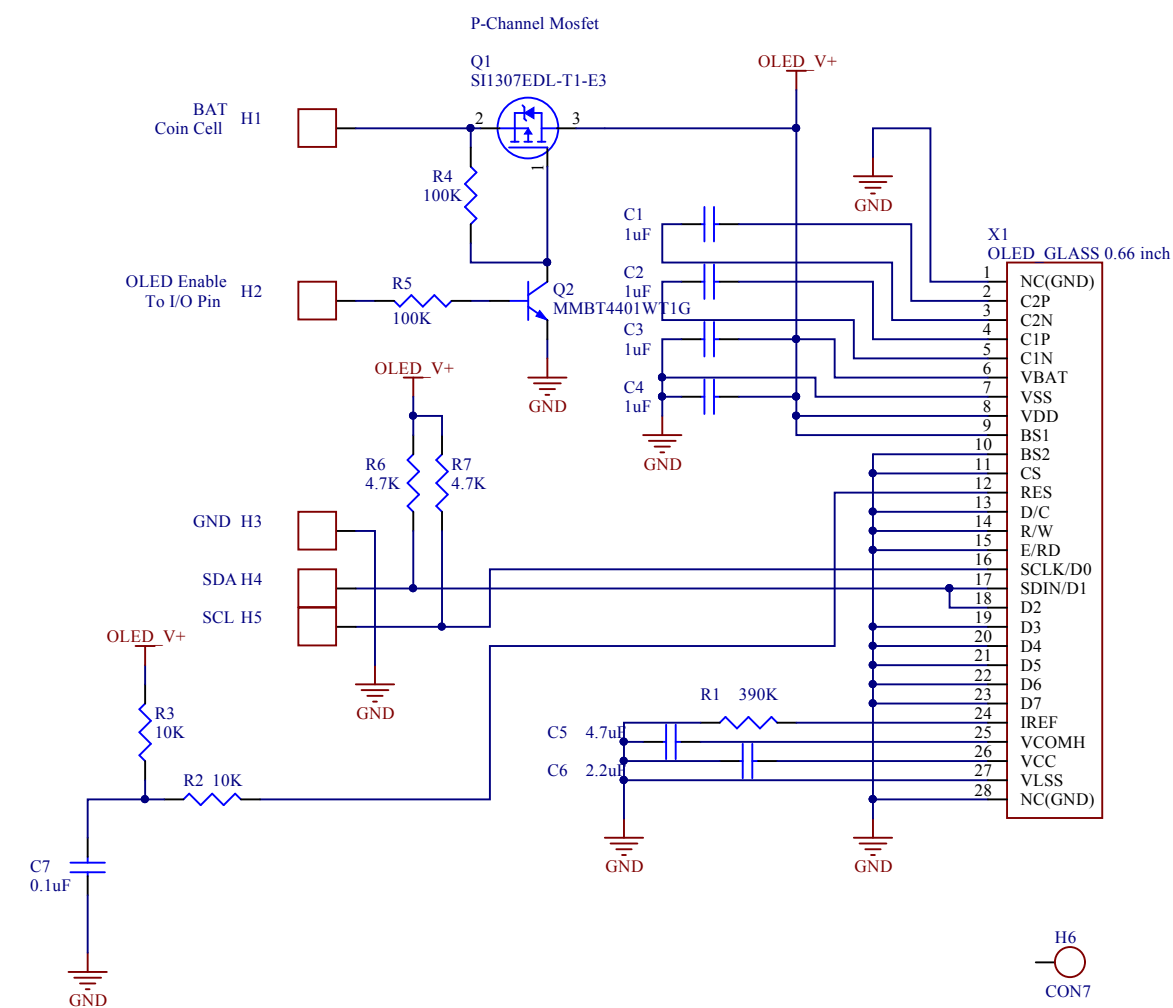 P-Channel Mosfet
Q1
SI1307EDL-T1-E3
OLED_V+
BAT
Coin Cell
H1
2
3
1
R4
100K
GND
C1
1uF
X1
OLED_GLASS 0.66 inch
OLED Enable
To I/O Pin
H2
R5
100K
Q2
MMBT4401WT1G
C2
1uF
C3
1uF
C4
1uF
GND
GND
OLED_V+
R6
4.7K
R7
4.7K
GND H3
SDA H4
SCL H5
GND
OLED_V+
R3
10K
R2 10K
C7
0.1uF
GND
R1 390K
C5 4.7uF
C6 2.2uF
GND
GND
1 NC(GND)
2 C2P
3 C2N
4 C1P
5 C1N
6 VBAT
7 VSS
8 VDD
9 BS1
10 BS2
11 CS
12 RES
13 D/C
14 R/W
15 E/RD
16 SCLK/D0
17 SDIN/D1
18 D2
19 D3
20 D4
21 D5
22 D6
23 D7
24 IREF
25 VCOMH
26 VCC
27 VLSS
28 NC(GND)
H6
CON7